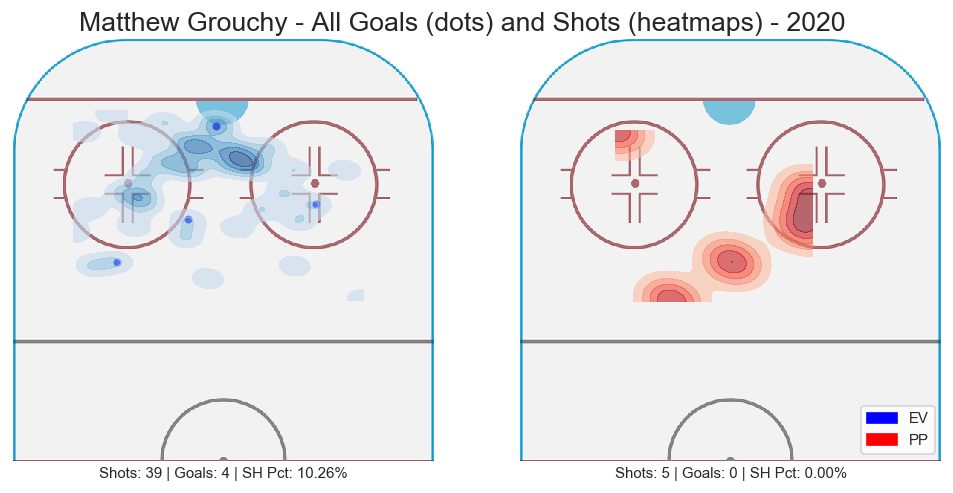 Matthew Grouchy - All Goals (dots) and Shots (heatmaps) - 2020
EV
PP
Shots: 39 | Goals: 4 | SH Pct: 10.26%
Shots: 5 | Goals: 0 | SH Pct: 0.00%